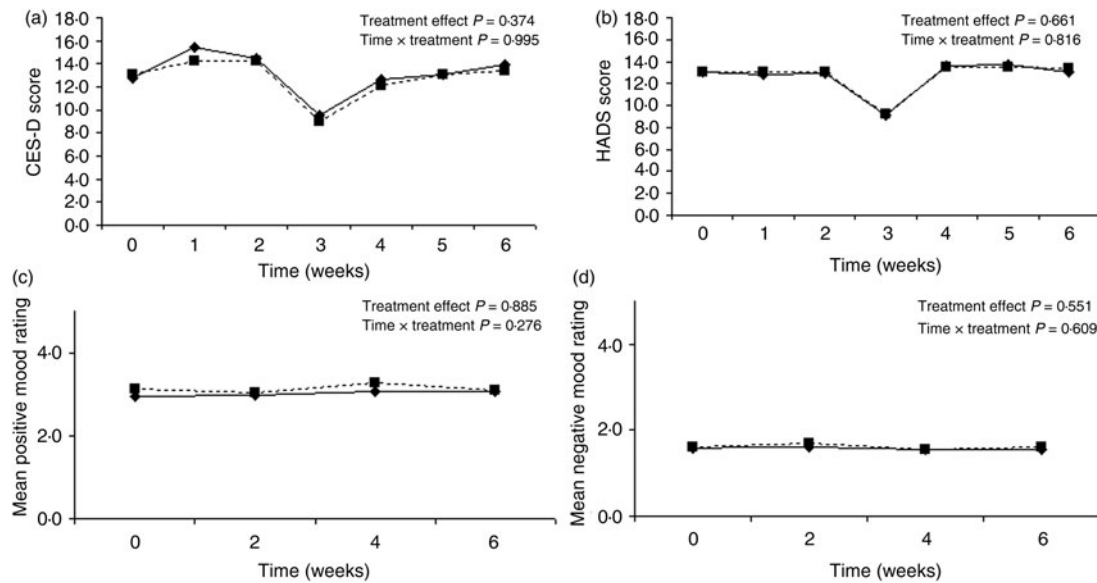 (a)
Treatment effect P = 0·374
Time × treatment P = 0·995
CES-D score
18·0
16·0
14·0
12·0
10·0
8·0
6·0
4·0
2·0
0·0
0 1 2 3 4 5 6
Time (weeks)
(b)
Treatment effect P = 0·661
Time × treatment P = 0·816
HADS score
18·0
16·0
14·0
12·0
10·0
8·0
6·0
4·0
2·0
0·0
0 1 2 3 4 5 6
Time (weeks)
(c)
Treatment effect P = 0·885
Time × treatment P = 0·276
Mean positive mood rating
4·0
2·0
0·0
0 2 4 6
Time (weeks)
(d)
Treatment effect P = 0·551
Time × treatment P = 0·609
Mean negative mood rating
4·0
2·0
0·0
0 2 4 6
Time (weeks)